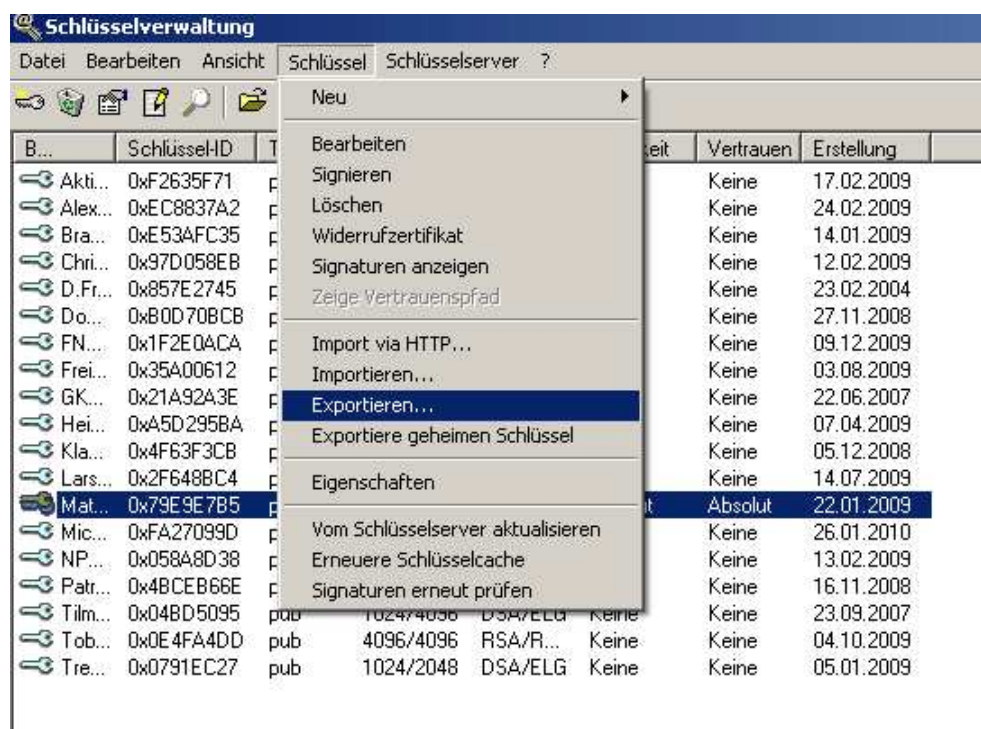 Schlüsselverwaltung
Datei Bearbeiten Ansicht Schlüssel Schlüsselserver ?
Neu
Bearbeiten
Signieren
Löschen
Widerrufzertifikat
Signaturen anzeigen
Zeige Vertrauenspfad
Import via HTTP...
Importieren...
Exportieren...
Exportiere geheimen Schlüssel
Eigenschaften
Vom Schlüsselserver aktualisieren
Erneuere Schlüsselcache
Signaturen erneut prüfen
B... Schlüssel-ID T Vertrauen Erstellung
Akti... 0xF2635F71 Keine 17.02.2009
Alex... 0xEC8837A2 Keine 24.02.2009
Bra... 0xE53AFC35 Keine 14.01.2009
Chri... 0x97D058EB Keine 12.02.2009
D.Fr... 0x857E2745 Keine 23.02.2004
Do... 0xB0D70BCB Keine 27.11.2008
FN... 0x1F2E0ACA Keine 09.12.2009
Frei... 0x35A00612 Keine 03.08.2009
GK... 0x21A92A3E Keine 22.06.2007
Hei... 0xA5D295BA Keine 07.04.2009
Kla... 0x4F63F3CB Keine 05.12.2008
Lars... 0x2F648BC4 Keine 14.07.2009
Mat... 0x79E9E7B5 Absolut 22.01.2009
Mic... 0xFA27099D Keine 26.01.2010
NP... 0x058A8D38 Keine 13.02.2009
Patr... 0x4BCEB66E Keine 16.11.2008
Tilm... 0x04BD5095 pub 1024/4096 DSA/ELG Keine Keine 23.09.2007
Tob... 0x0E4FA4DD pub 4096/4096 RSA/R... Keine Keine 04.10.2009
Tre... 0x0791EC27 pub 1024/2048 DSA/ELG Keine Keine 05.01.2009